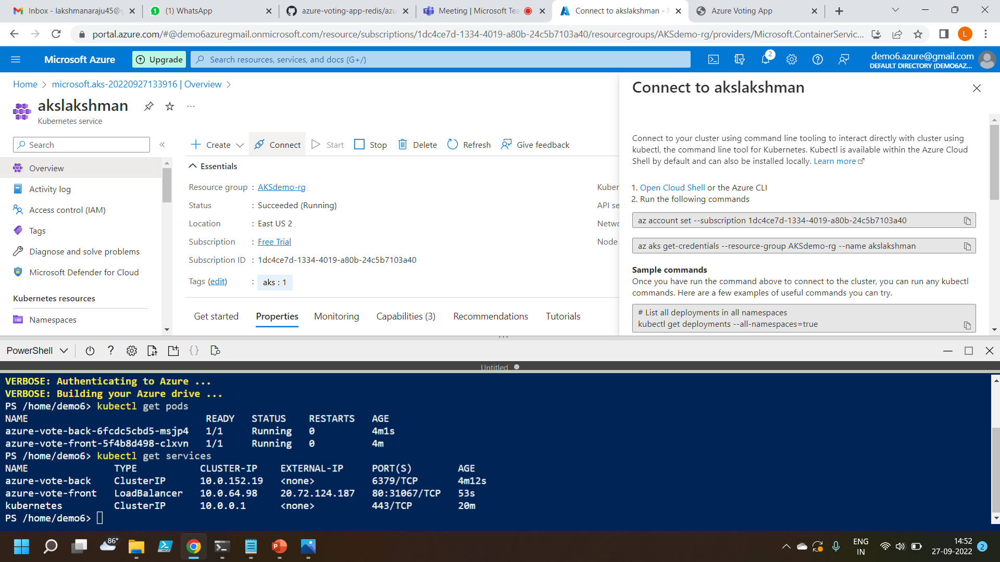 Inbox - lakshmanaraju45@g
(1) WhatsApp
azure-voting-app-redis/azu
Meeting | Microsoft Tea
Connect to akslakshman - M
Azure Voting App
portal.azure.com/#@demo6azuregmail.onmicrosoft.com/resource/subscriptions/1dc4ce7d-1334-4019-a80b-24c5b7103a40/resourcegroups/AKSdemo-rg/providers/Microsoft.ContainerServic...
L
Microsoft Azure
Upgrade
Search resources, services, and docs (G+/)
2
demo6.azure@gmail.com
DEFAULT DIRECTORY (DEMO6AZ...
Home > microsoft.aks-20220927133916 | Overview >
akslakshman
...
Kubernetes service
Search
«
Overview
Activity log
Access control (IAM)
Tags
Diagnose and solve problems
Microsoft Defender for Cloud
Kubernetes resources
Namespaces
Create
Connect
Start
Stop
Delete
Refresh
Give feedback
Essentials
Resource group : AKSdemo-rg
Status : Succeeded (Running)
Location : East US 2
Subscription : Free Trial
Subscription ID : 1dc4ce7d-1334-4019-a80b-24c5b7103a40
Tags (edit) : aks : 1
Kuber
API se
Netwo
Node
Get started
Properties
Monitoring
Capabilities (3)
Recommendations
Tutorials
Connect to akslakshman
Connect to your cluster using command line tooling to interact directly with cluster using
kubectl, the command line tool for Kubernetes. Kubectl is available within the Azure Cloud
Shell by default and can also be installed locally. Learn more
1. Open Cloud Shell or the Azure CLI
2. Run the following commands
az account set --subscription 1dc4ce7d-1334-4019-a80b-24c5b7103a40
az aks get-credentials --resource-group AKSdemo-rg --name akslakshman
Sample commands
Once you have run the command above to connect to the cluster, you can run any kubectl
commands. Here are a few examples of useful commands you can try.
# List all deployments in all namespaces
kubectl get deployments --all-namespaces=true
PowerShell
?
{}
Untitled
VERBOSE: Authenticating to Azure ...
VERBOSE: Building your Azure drive ...
PS /home/demo6> kubectl get pods
NAME READY STATUS RESTARTS AGE
azure-vote-back-6fcdc5cbd5-msjp4 1/1 Running 0 4m1s
azure-vote-front-5f4b8d498-clxvn 1/1 Running 0 4m
PS /home/demo6> kubectl get services
NAME TYPE CLUSTER-IP EXTERNAL-IP PORT(S) AGE
azure-vote-back ClusterIP 10.0.152.19 <none> 6379/TCP 4m12s
azure-vote-front LoadBalancer 10.0.64.98 20.72.124.187 80:31067/TCP 53s
kubernetes ClusterIP 10.0.0.1 <none> 443/TCP 20m
PS /home/demo6>
86°
ENG
IN
14:52
27-09-2022
2